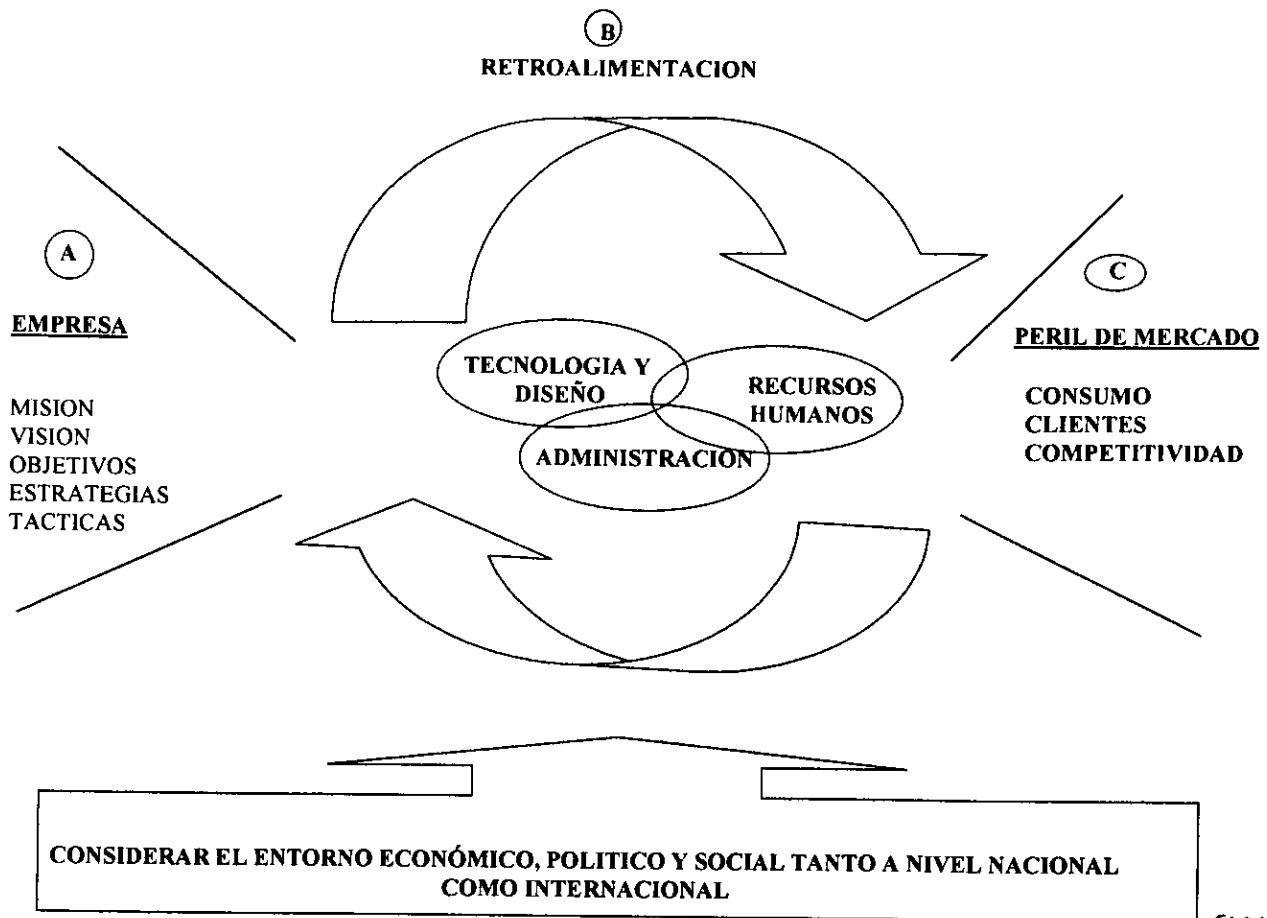 B
RETROALIMENTACION
A
EMPRESA
MISION
VISION
OBJETIVOS
ESTRATEGIAS
TACTICAS
TECNOLOGIA Y
DISEÑO
RECURSOS
HUMANOS
ADMINISTRACIÓN
C
PERIL DE MERCADO
CONSUMO
CLIENTES
COMPETITIVIDAD
CONSIDERAR EL ENTORNO ECONÓMICO, POLITICO Y SOCIAL TANTO A NIVEL NACIONAL
COMO INTERNACIONAL